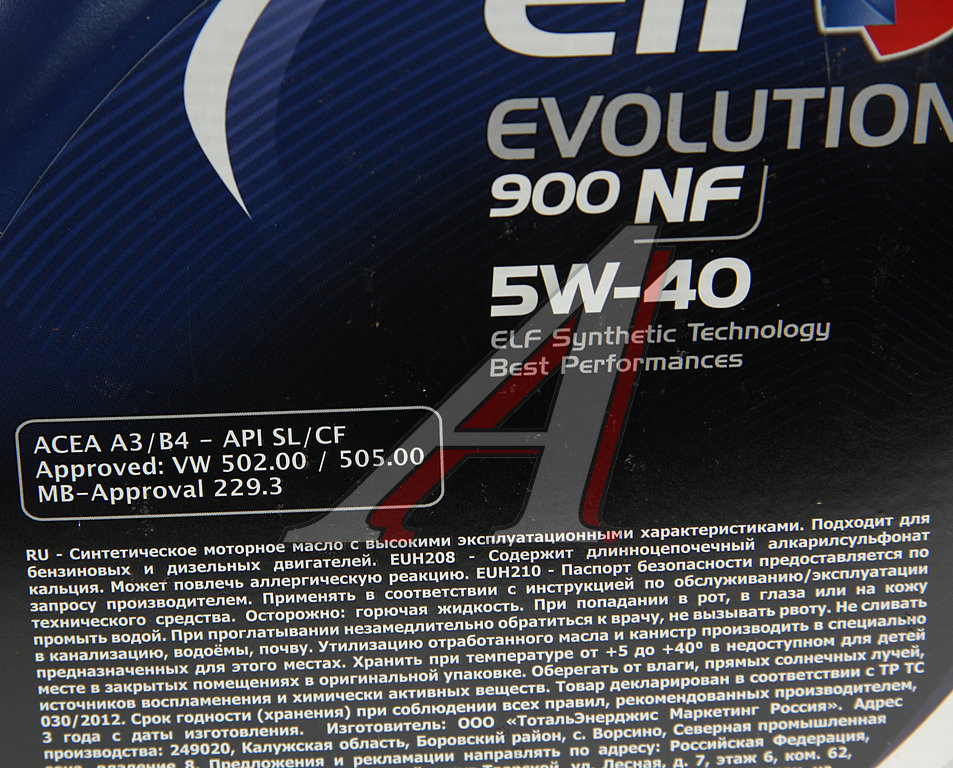 elf
EVOLUTION
900 NF
5W-40
ELF Synthetic Technology
Best Performances
ACEA A3/B4 – API SL/CF
Approved: VW 502.00 / 505.00
MB-Approval 229.3
RU - Синтетическое моторное масло с высокими эксплуатационными характеристиками. Подходит для
бензиновых и дизельных двигателей. EUH208 - Содержит длинноцепочечный алкарилсульфонат
кальция. Может повлечь аллергическую реакцию. EUH210 - Паспорт безопасности предоставляется по
запросу производителем. Применять в соответствии с инструкцией по обслуживанию/эксплуатации
технического средства. Осторожно: горючая жидкость. При попадании в рот, в глаза или на кожу
промыть водой. При проглатывании незамедлительно обратиться к врачу, не вызывать рвоту. Не сливать
в канализацию, водоёмы, почву. Утилизацию отработанного масла и канистр производить в специально
предназначенных для этого местах. Хранить при температуре от +5 до +40° в недоступном для детей
месте в закрытых помещениях в оригинальной упаковке. Оберегать от влаги, прямых солнечных лучей,
источников воспламенения и химически активных веществ. Товар декларирован в соответствии с ТР ТС
030/2012. Срок годности (хранения) при соблюдении всех правил, рекомендованных производителем,
3 года с даты изготовления. Изготовитель: ООО «ТотальЭнерджис Маркетинг Россия». Адрес
производства: 249020, Калужская область, Боровский район, с. Ворсино, Северная промышленная
зона, владение 8. Предложения и рекламации направлять по адресу: Российская Федерация,
Лесная, д. 7, этаж 6, ком. 62,